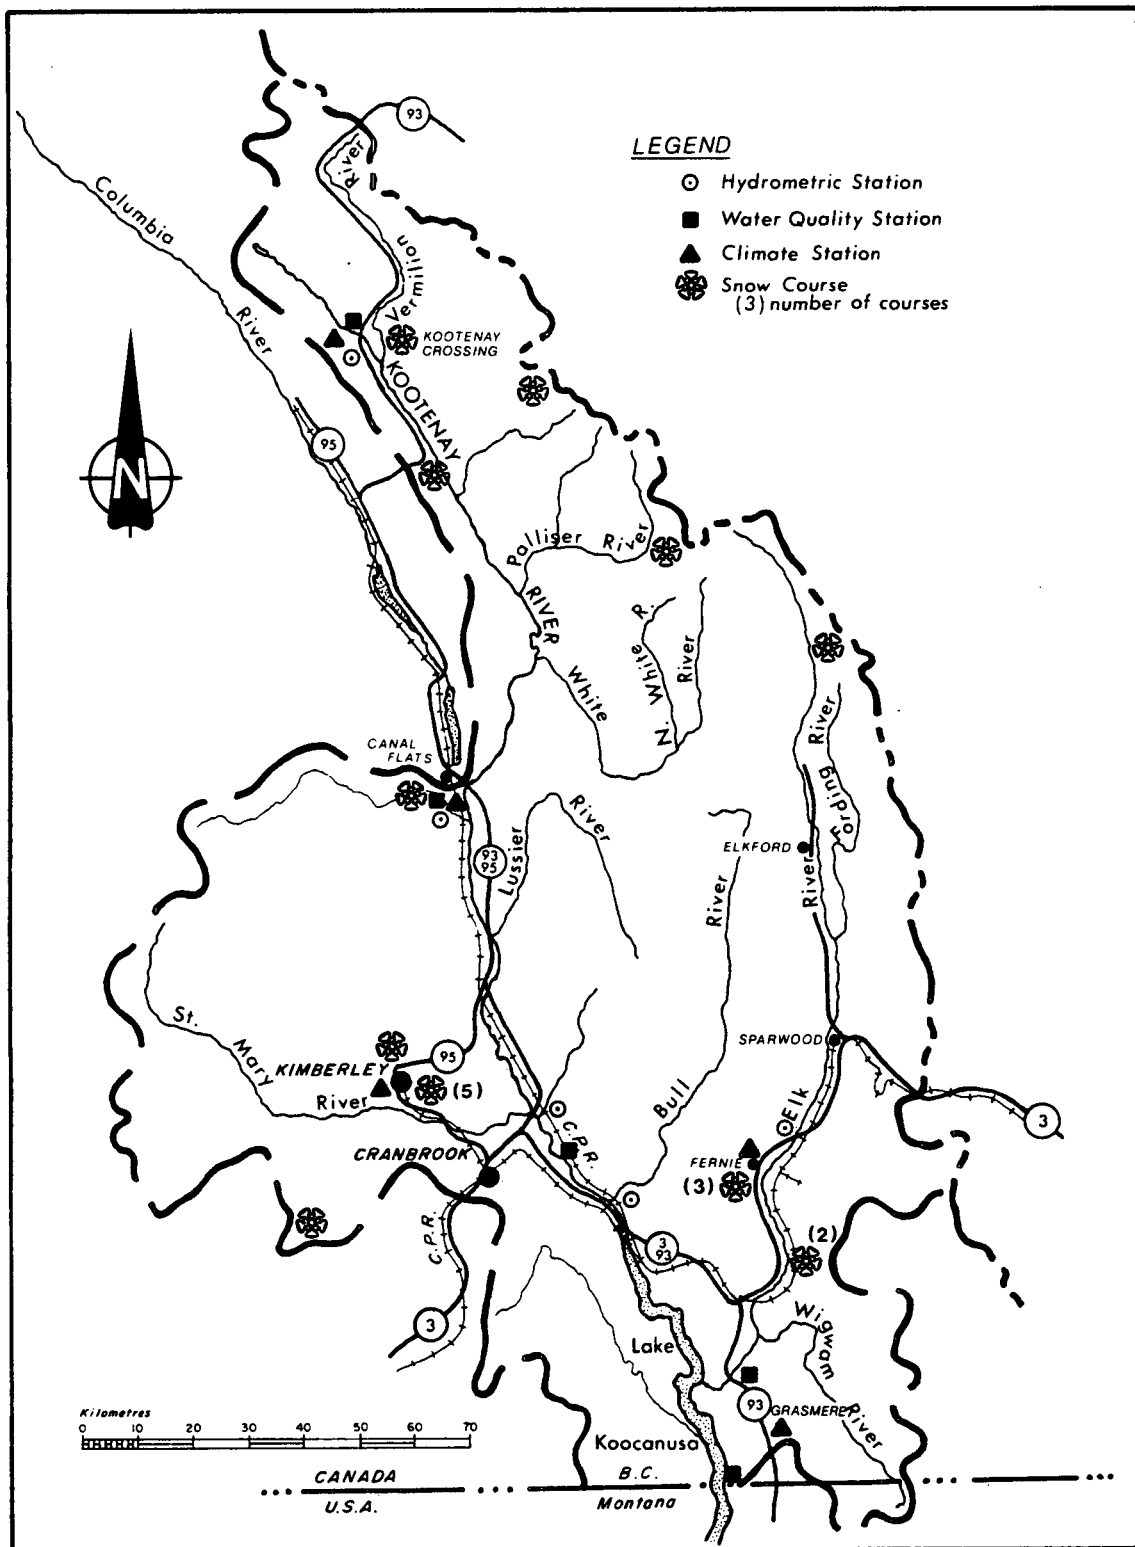 93
LEGEND
Hydrometric Station
Water Quality Station
Climate Station
Snow Course
(3) number of courses
Columbia
River
River
Vermilion
KOOTENAY
CROSSING
KOOTENAY
RIVER
95
N
Palliser River
White
N. White R.
River
CANAL
FLATS
River
Fording
ELKFORD
River
93
95
Lussier
River
River
Bull
St.
Mary
River
KIMBERLEY
95
(5)
SPARWOOD
Elk
3
C.P.R.
CRANBROOK
FERNIE
(3)
C.P.R.
3
93
(2)
3
Wigwam
River
Lake
Koocanusa
93
GRASMERE
Kilometres
0 10 20 30 40 50 60 70
CANADA
U.S.A.
B.C.
Montana